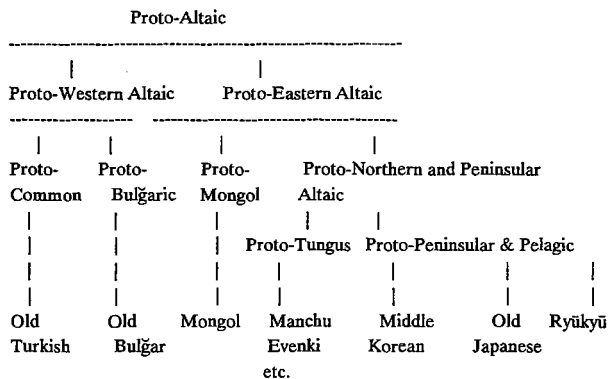 Proto-Altaic
Proto-Western Altaic Proto-Eastern Altaic
Proto- Proto- Proto- Proto-Northern and Peninsular
Common Bulğaric Mongol Altaic
Proto-Tungus Proto-Peninsular & Pelagic
Old Old Mongol Manchu Middle Old Ryükyü
Turkish Bulğar Evenki Korean Japanese
etc.